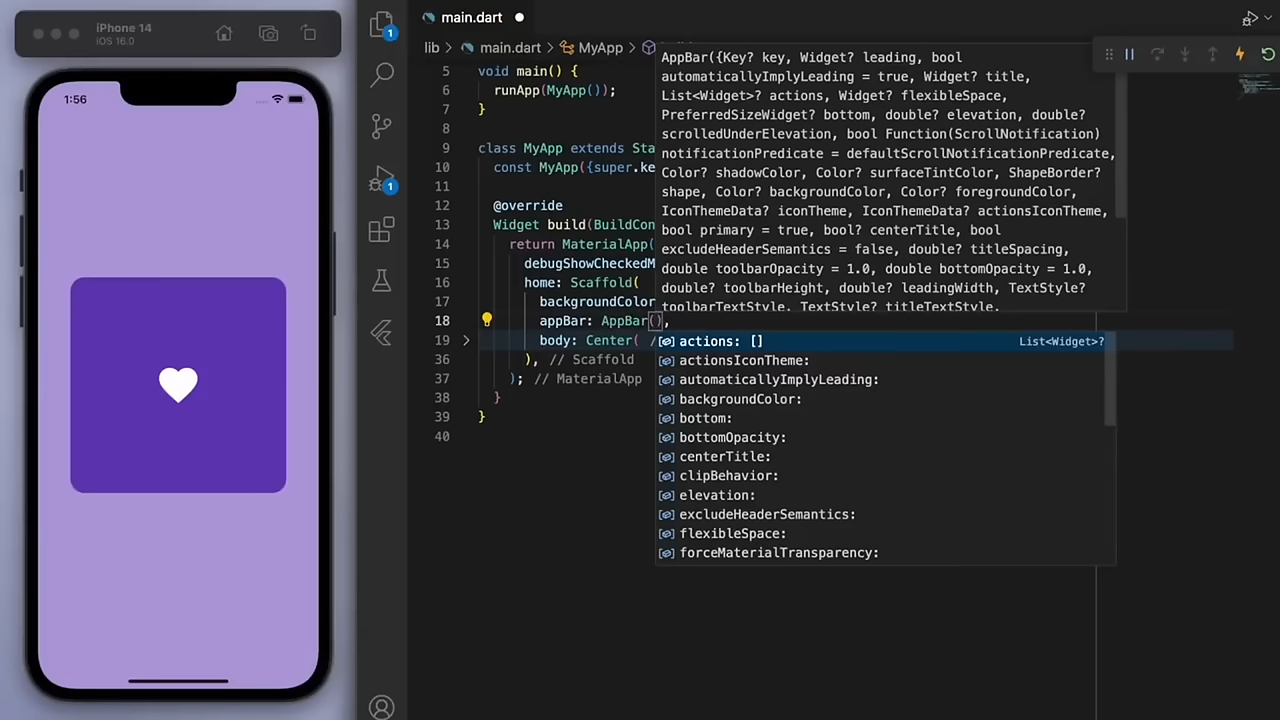 iPhone 14
iOS 16.0
1:56
1
1
main.dart
lib > main.dart > MyApp >
5 void main() {
6 runApp(MyApp());
7 }
8
9 class MyApp extends Sta
10 const MyApp({super.ke
11
12 @override
13 Widget build(BuildCon
14 return MaterialApp(
15 debugShowCheckedM
16 home: Scaffold(
17 backgroundColor
18 appBar: AppBar(),
19 body: Center( /
36 ), // Scaffold
37 ); // MaterialApp
38 }
39 }
40
AppBar({Key? key, Widget? leading, bool
automaticallyImplyLeading = true, Widget? title,
List<Widget>? actions, Widget? flexibleSpace,
PreferredSizeWidget? bottom, double? elevation, double?
scrolledUnderElevation, bool Function(ScrollNotification)
notificationPredicate = defaultScrollNotificationPredicate,
Color? shadowColor, Color? surfaceTintColor, ShapeBorder?
shape, Color? backgroundColor, Color? foregroundColor,
IconThemeData? iconTheme, IconThemeData? actionsIconTheme,
bool primary = true, bool? centerTitle, bool
excludeHeaderSemantics = false, double? titleSpacing,
double toolbarOpacity = 1.0, double bottomOpacity = 1.0,
double? toolbarHeight, double? leadingWidth, TextStyle?
toolbarTextStyle, TextStyle? titleTextStyle,
actions: [] List<Widget>?
actionsIconTheme:
automaticallyImplyLeading:
backgroundColor:
bottom:
bottomOpacity:
centerTitle:
clipBehavior:
elevation:
excludeHeaderSemantics:
flexibleSpace:
forceMaterialTransparency: